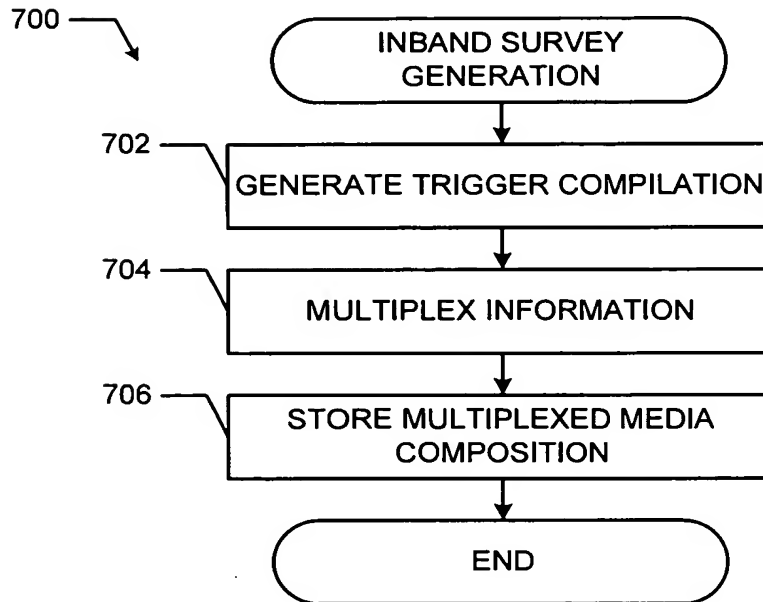 700
INBAND SURVEY
GENERATION
702
GENERATE TRIGGER COMPILATION
704
MULTIPLEX INFORMATION
706
STORE MULTIPLEXED MEDIA
COMPOSITION
END